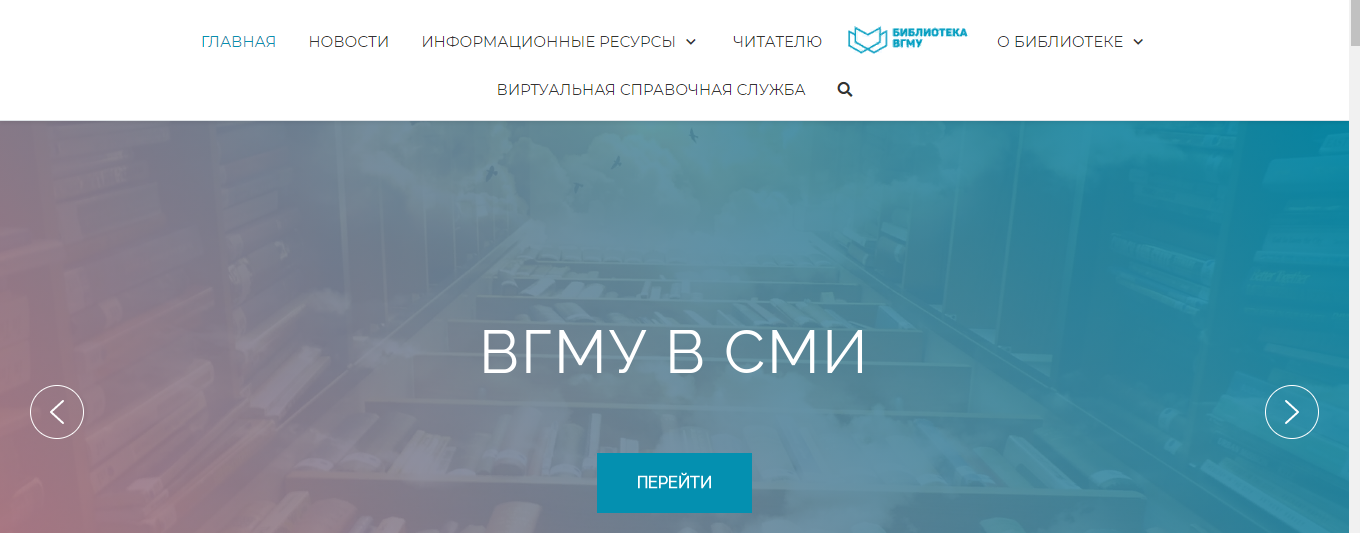 ГЛАВНАЯ НОВОСТИ ИНФОРМАЦИОННЫЕ РЕСУРСЫ ЧИТАТЕЛЮ БИБЛИОТЕКА ВГМУ О БИБЛИОТЕКЕ
ВИРТУАЛЬНАЯ СПРАВОЧНАЯ СЛУЖБА
ВГМУ В СМИ
ПЕРЕЙТИ